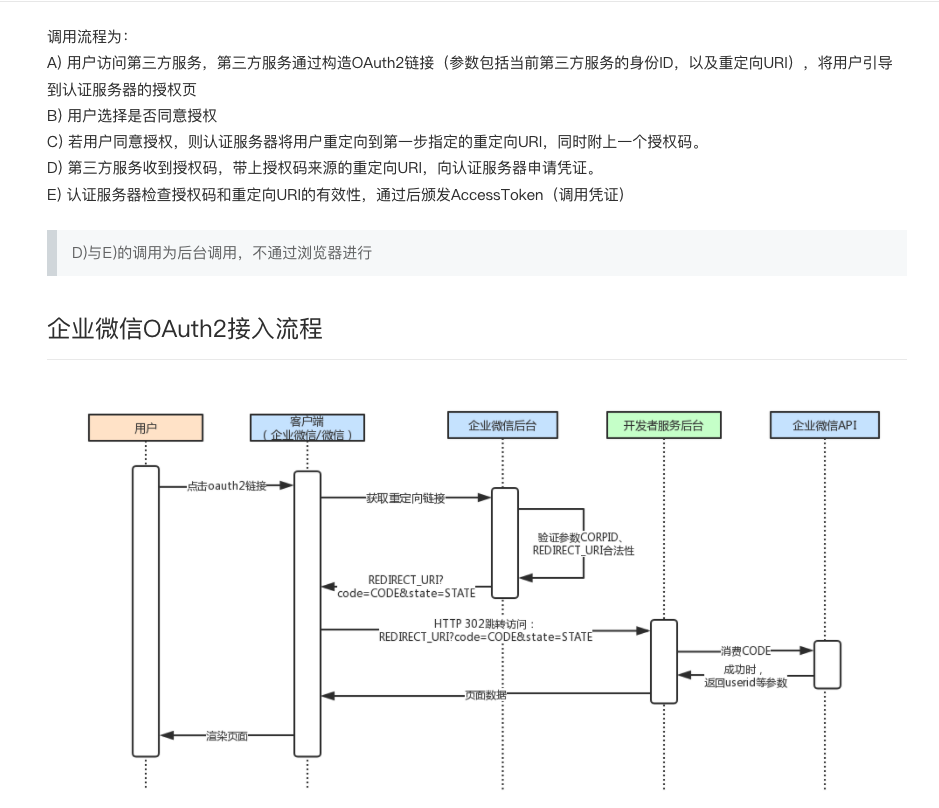 调用流程为：
A) 用户访问第三方服务，第三方服务通过构造OAuth2链接（参数包括当前第三方服务的身份ID，以及重定向URI），将用户引导
到认证服务器的授权页
B) 用户选择是否同意授权
C) 若用户同意授权，则认证服务器将用户重定向到第一步指定的重定向URI，同时附上一个授权码。
D) 第三方服务收到授权码，带上授权码来源的重定向URI，向认证服务器申请凭证。
E) 认证服务器检查授权码和重定向URI的有效性，通过后颁发AccessToken（调用凭证）
D)与E)的调用为后台调用，不通过浏览器进行
企业微信OAuth2接入流程
用户
客户端
（企业微信/微信）
企业微信后台
开发者服务后台
企业微信API
点击oauth2链接
获取重定向链接
验证参数CORPID、
REDIRECT_URI合法性
REDIRECT_URI?
code=CODE&state=STATE
HTTP 302跳转访问：
REDIRECT_URI?code=CODE&state=STATE
消费CODE
成功时，
返回userid等参数
页面数据
渲染页面